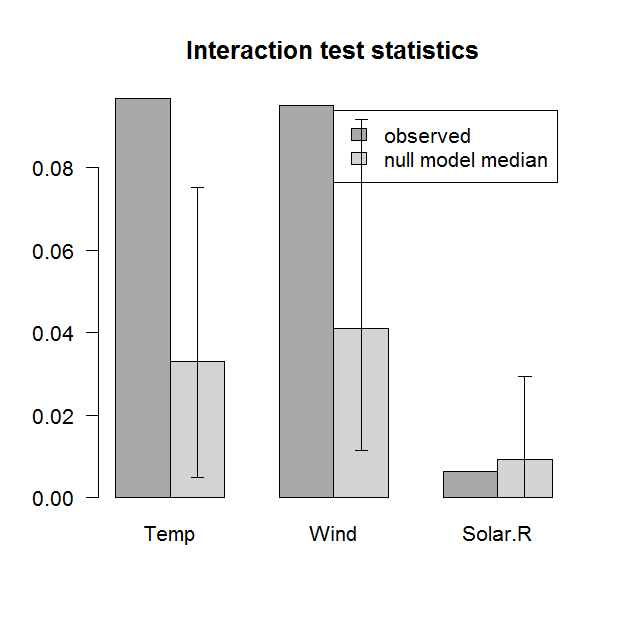 Interaction test statistics
observed
null model median
0.08
0.06
0.04
0.02
0.00
Temp Wind Solar.R